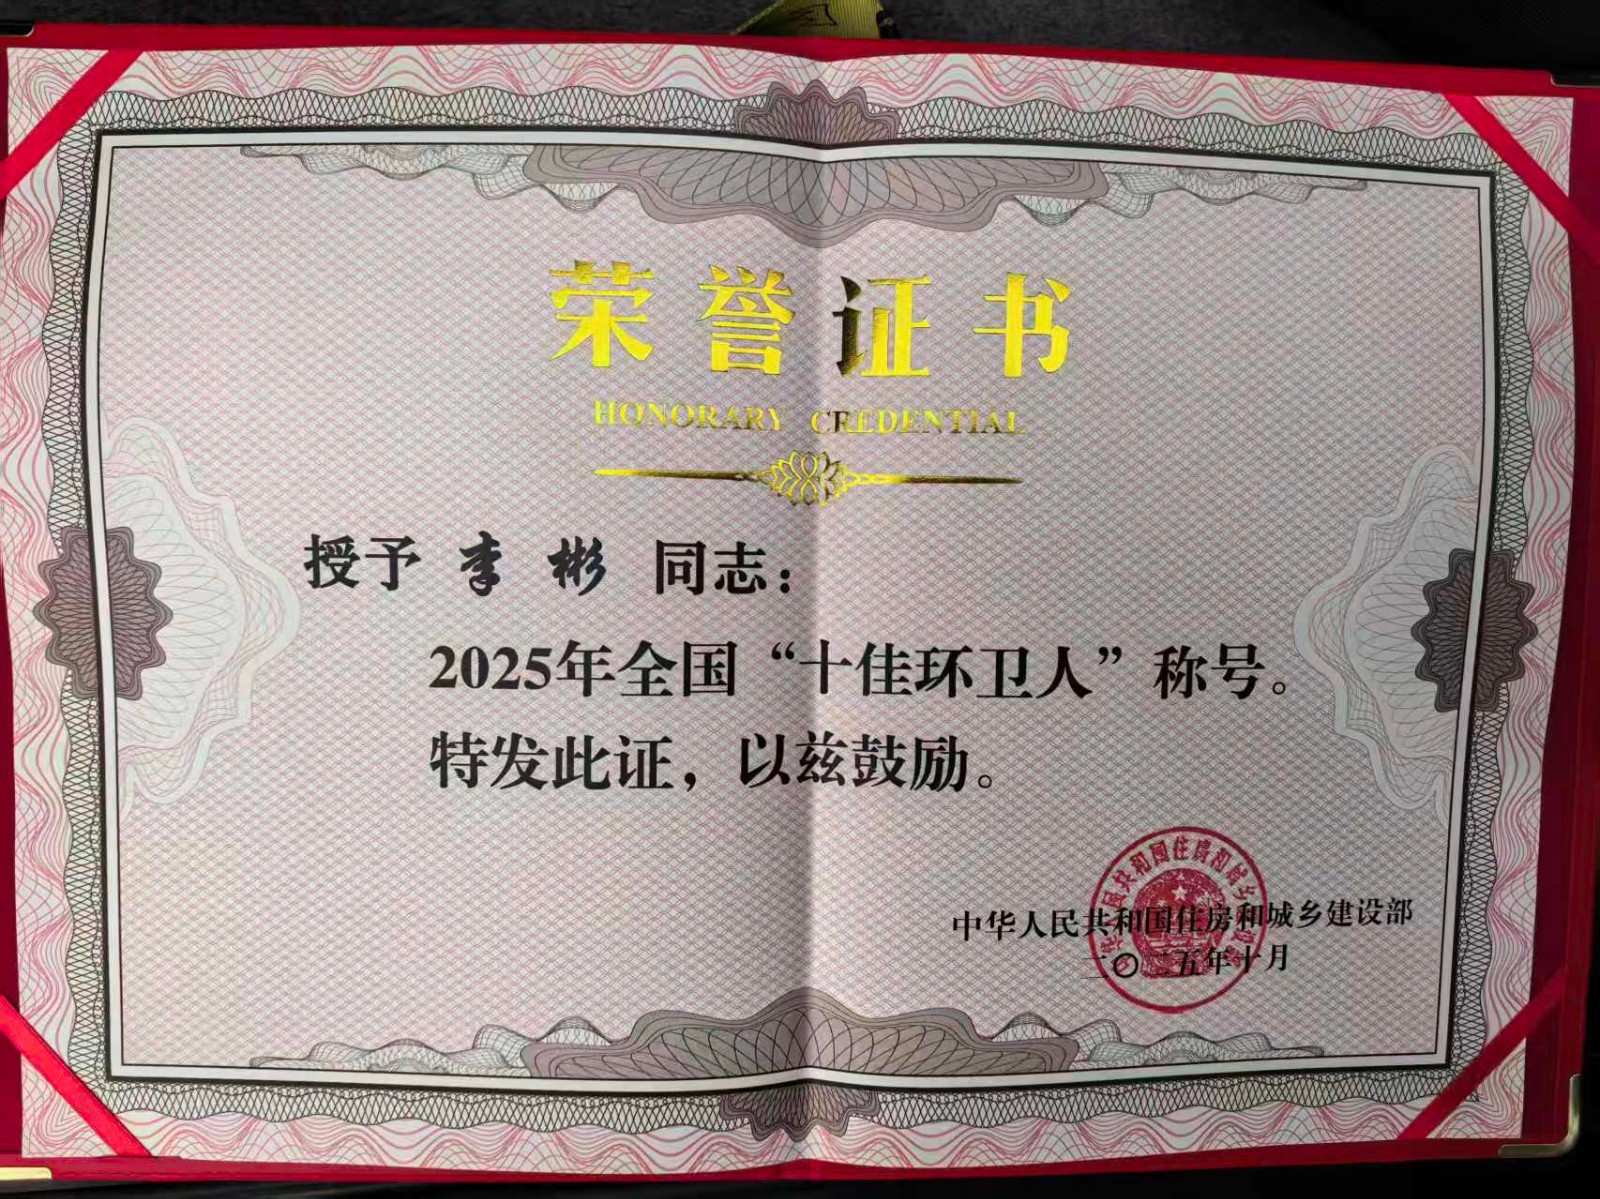 荣誉证书
HONORARY CREDENTIAL
授予 李 彬 同志：
2025年全国“十佳环卫人”称号。
特发此证，以兹鼓励。
中华人民共和国住房和城乡建设部
二〇二五年十月